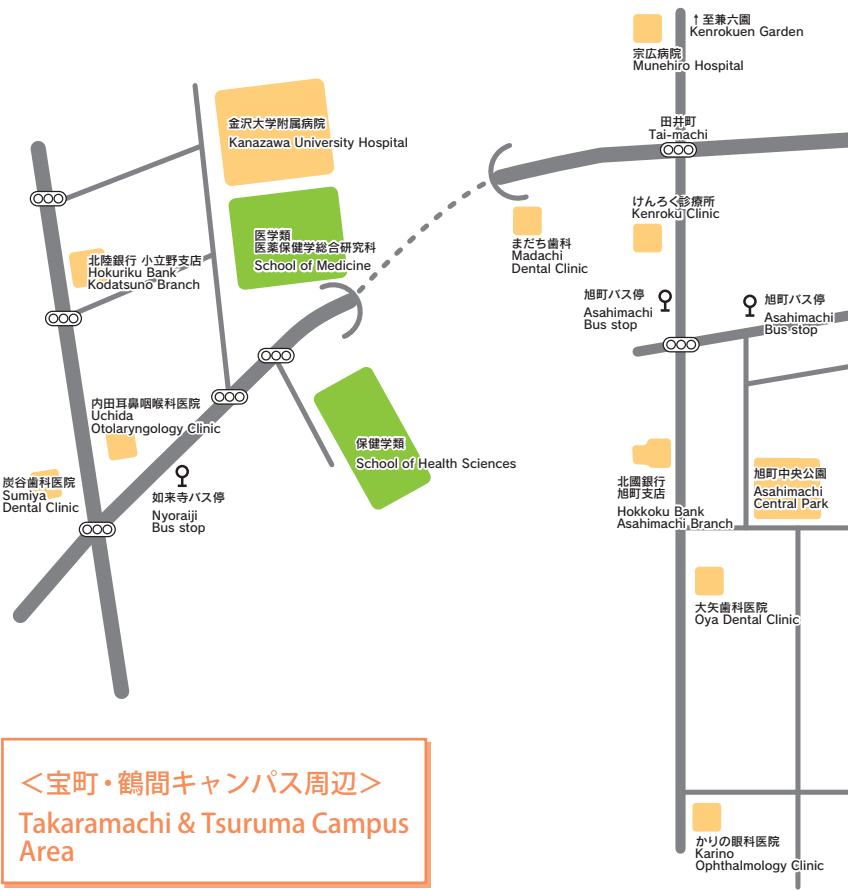 ↑至兼六園
Kenrokuen Garden
宗広病院
Munehiro Hospital
金沢大学附属病院
Kanazawa University Hospital
田井町
Tai-machi
医学類
医薬保健学総合研究科
School of Medicine
けんろく診療所
Kenroku Clinic
まだち歯科
Madachi
Dental Clinic
北陸銀行 小立野支店
Hokuriku Bank
Kodatsuno Branch
旭町バス停
Asahimachi
Bus stop
旭町バス停
Asahimachi
Bus stop
内田耳鼻咽喉科医院
Uchida
Otolaryngology Clinic
保健学類
School of Health Sciences
炭谷歯科医院
Sumiya
Dental Clinic
如来寺バス停
Nyoraiji
Bus stop
北國銀行
旭町支店
Hokkoku Bank
Asahimachi Branch
旭町中央公園
Asahimachi
Central Park
大矢歯科医院
Oya Dental Clinic
＜宝町・鶴間キャンパス周辺＞
Takaramachi & Tsuruma Campus
Area
かりの眼科医院
Karino
Ophthalmology Clinic